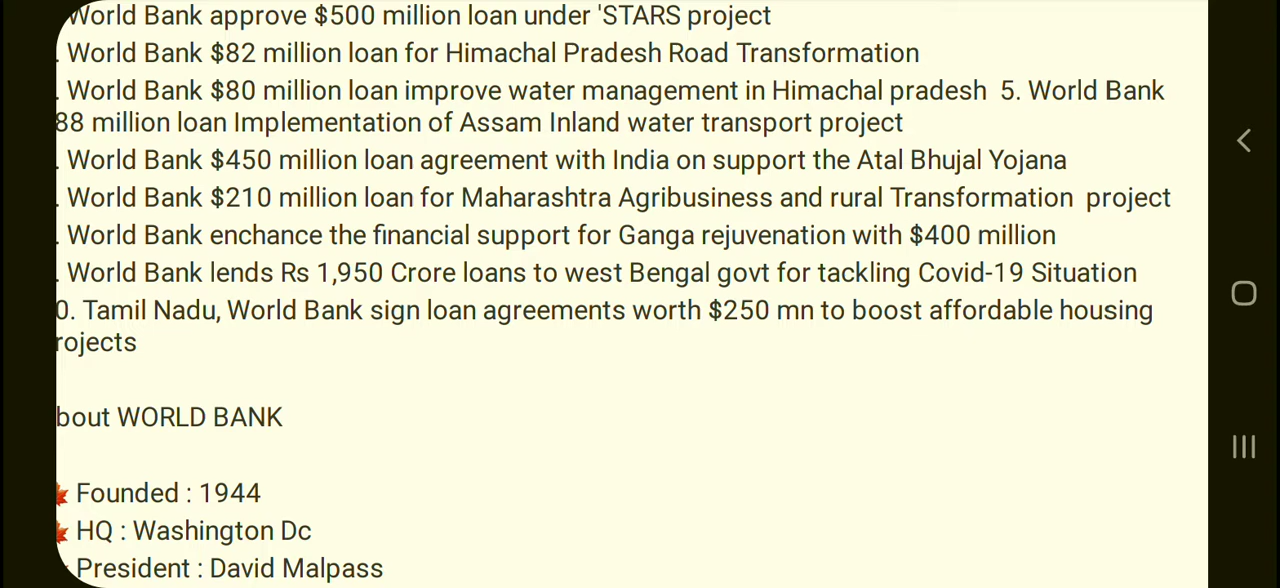 World Bank approve $500 million loan under 'STARS project
. World Bank $82 million loan for Himachal Pradesh Road Transformation
. World Bank $80 million loan improve water management in Himachal pradesh 5. World Bank
88 million loan Implementation of Assam Inland water transport project
. World Bank $450 million loan agreement with India on support the Atal Bhujal Yojana
. World Bank $210 million loan for Maharashtra Agribusiness and rural Transformation project
. World Bank enchance the financial support for Ganga rejuvenation with $400 million
. World Bank lends Rs 1,950 Crore loans to west Bengal govt for tackling Covid-19 Situation
0. Tamil Nadu, World Bank sign loan agreements worth $250 mn to boost affordable housing
rojects
bout WORLD BANK
Founded : 1944
HQ : Washington Dc
President : David Malpass